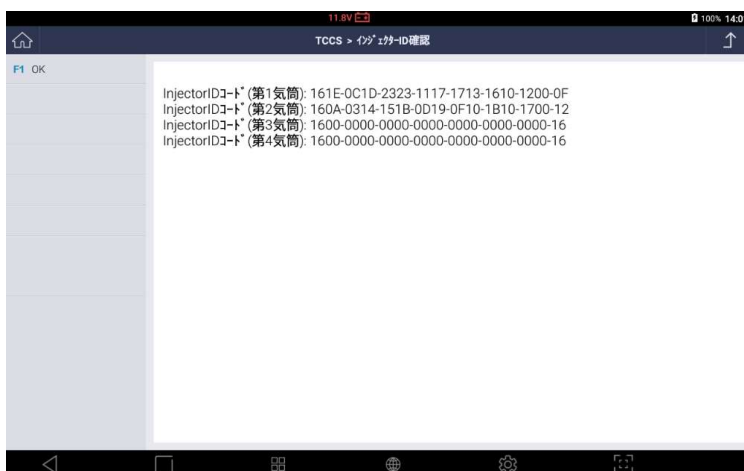 11.8V
100% 14:0
TCCS > インジェクターID確認
F1 OK
InjectorIDコード(第1気筒): 161E-0C1D-2323-1117-1713-1610-1200-0F
InjectorIDコード(第2気筒): 160A-0314-151B-0D19-0F10-1B10-1700-12
InjectorIDコード(第3気筒): 1600-0000-0000-0000-0000-0000-0000-16
InjectorIDコード(第4気筒): 1600-0000-0000-0000-0000-0000-0000-16